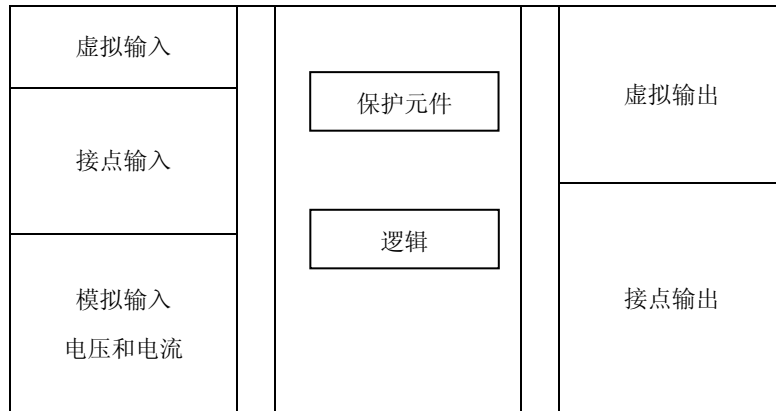 虚拟输入
接点输入
模拟输入
电压和电流
保护元件
逻辑
虚拟输出
接点输出